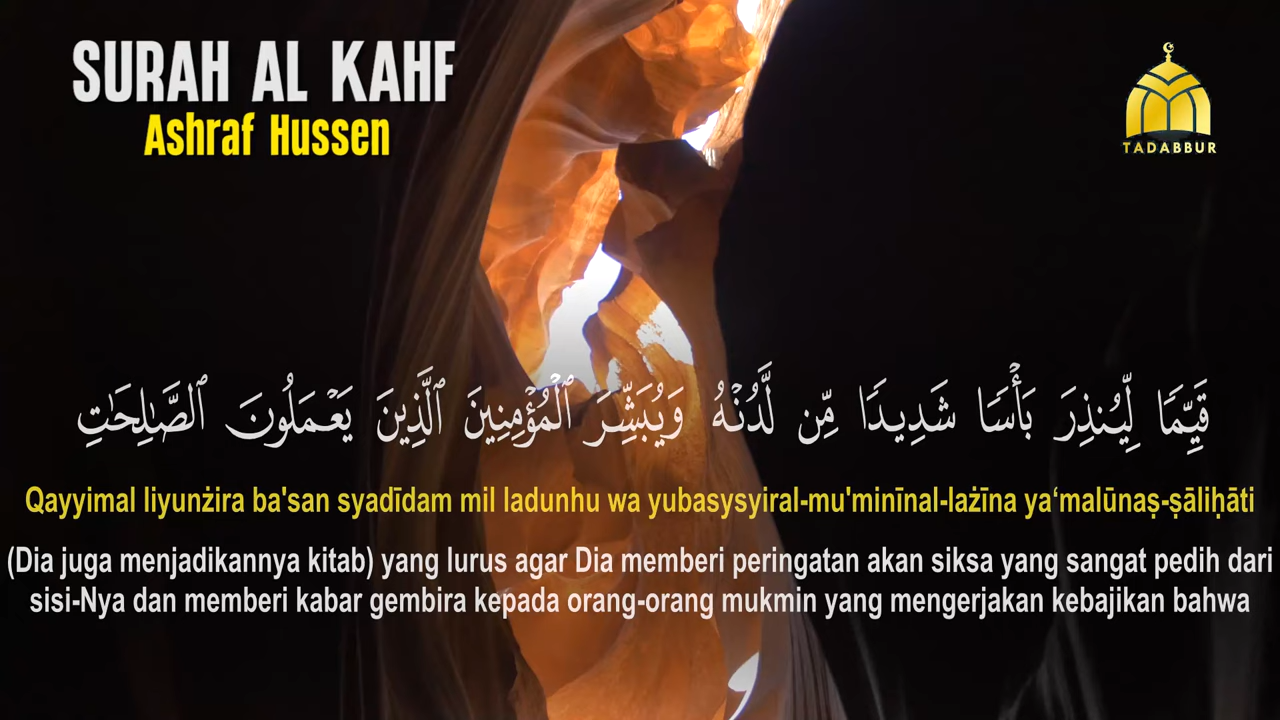 SURAH AL KAHF
Ashraf Hussen
TADABBUR
قَيِّمًا لِّيُنذِرَ بَأْسًا شَدِيدًا مِّن لَّدُنْهُ وَيُبَشِّرَ ٱلْمُؤْمِنِينَ ٱلَّذِينَ يَعْمَلُونَ ٱلصَّـٰلِحَـٰتِ
Qayyimal liyunżira ba'san syadīdam mil ladunhu wa yubasysyiral-mu'minīnal-lażīna ya‘malūnaṣ-ṣāliḥāti
(Dia juga menjadikannya kitab) yang lurus agar Dia memberi peringatan akan siksa yang sangat pedih dari
sisi-Nya dan memberi kabar gembira kepada orang-orang mukmin yang mengerjakan kebajikan bahwa